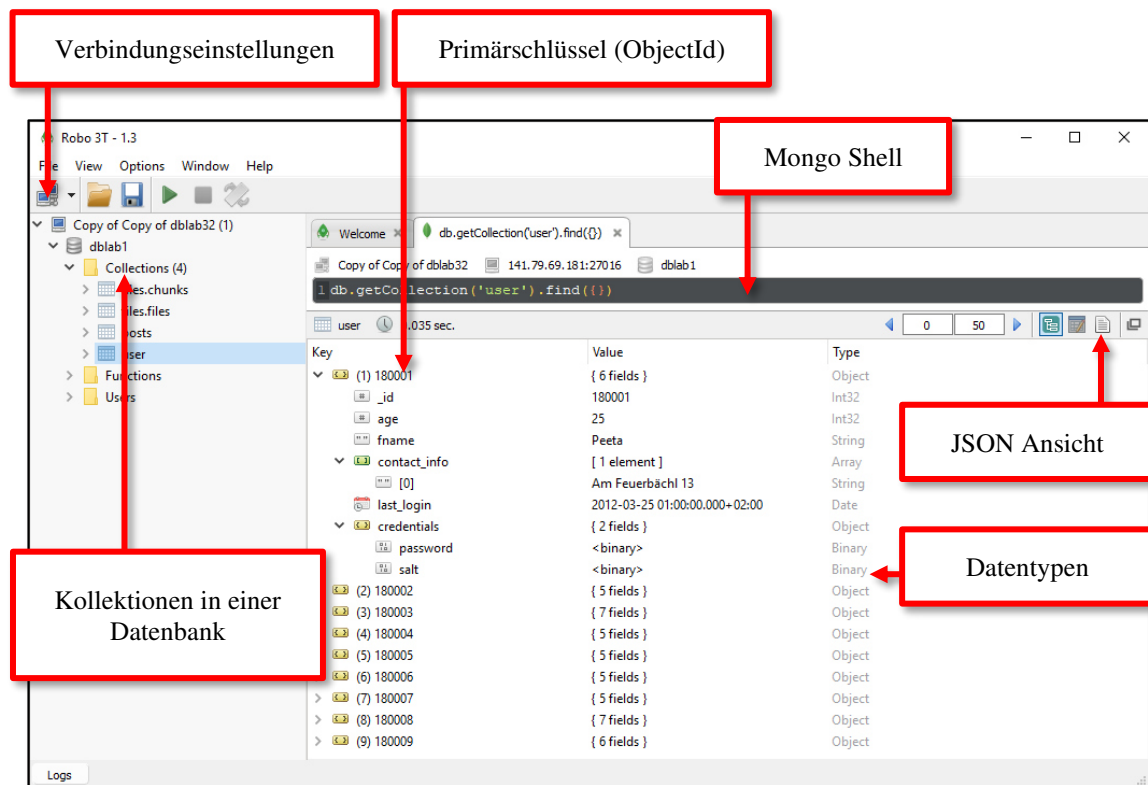 Verbindungseinstellungen
Primärschlüssel (ObjectId)
Mongo Shell
Robo 3T - 1.3
View Options Window Help
Copy of Copy of dblab32 (1)
dblab1
Collections (4)
files.chunks
files.files
posts
user
Functions
Users
Welcome
db.getCollection('user').find({})
Copy of Copy of dblab32 141.79.69.181:27016 dblab1
1 db.getCollection('user').find({})
user .035 sec.
0 50
Key Value Type
(1) 180001 { 6 fields } Object
_id 180001 Int32
age 25 Int32
fname Peeta String
contact_info [ 1 element ] Array
[0] Am Feuerbächl 13 String
last_login 2012-03-25 01:00:00.000+02:00 Date
credentials { 2 fields } Object
password <binary> Binary
salt <binary> Binary
(2) 180002 { 5 fields } Object
(3) 180003 { 7 fields } Object
(4) 180004 { 5 fields } Object
(5) 180005 { 5 fields } Object
(6) 180006 { 5 fields } Object
(7) 180007 { 5 fields } Object
(8) 180008 { 7 fields } Object
(9) 180009 { 6 fields } Object
JSON Ansicht
Datentypen
Kollektionen in einer
Datenbank
Logs